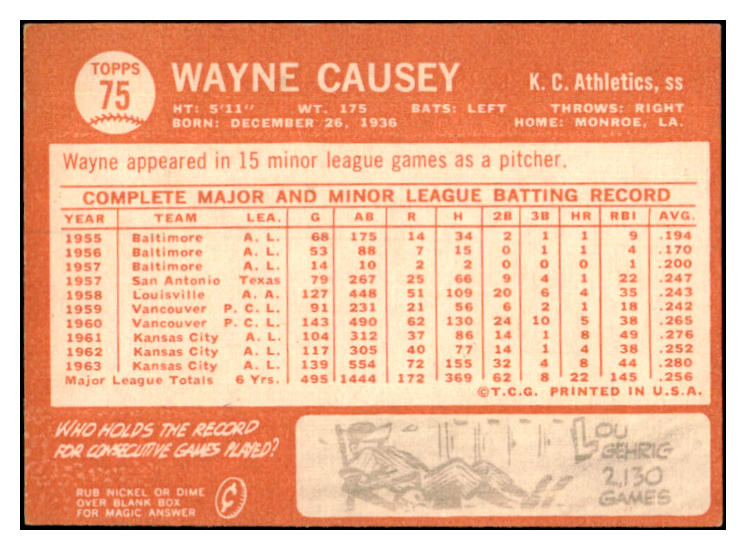 TOPPS
75
WAYNE CAUSEY
K. C. Athletics, ss
HT: 5'11" WT. 175 BATS: LEFT THROWS: RIGHT
BORN: DECEMBER 26, 1936 HOME: MONROE, LA.
Wayne appeared in 15 minor league games as a pitcher.
COMPLETE MAJOR AND MINOR LEAGUE BATTING RECORD
YEAR TEAM LEA. G AB R H 2B 3B HR RBI AVG.
1955 Baltimore A. L. 68 175 14 34 2 1 1 9 .194
1956 Baltimore A. L. 53 88 7 15 0 1 1 4 .170
1957 Baltimore A. L. 14 10 2 2 0 0 0 1 .200
1957 San Antonio Texas 79 267 25 66 9 4 1 22 .247
1958 Louisville A. A. 127 448 51 109 20 6 4 35 .243
1959 Vancouver P. C. L. 91 231 21 56 6 2 1 18 .242
1960 Vancouver P. C. L. 143 490 62 130 24 10 5 38 .265
1961 Kansas City A. L. 104 312 37 86 14 1 8 49 .276
1962 Kansas City A. L. 117 305 40 77 14 1 4 38 .252
1963 Kansas City A. L. 139 554 72 155 32 4 8 44 .280
Major League Totals 6 Yrs. 495 1444 172 369 62 8 22 145 .256
©T.C.G. PRINTED IN U.S.A.
WHO HOLDS THE RECORD
FOR CONSECUTIVE GAMES PLAYED?
RUB NICKEL OR DIME
OVER BLANK BOX
FOR MAGIC ANSWER
¢
LOU
GEHRIG
2,130
GAMES